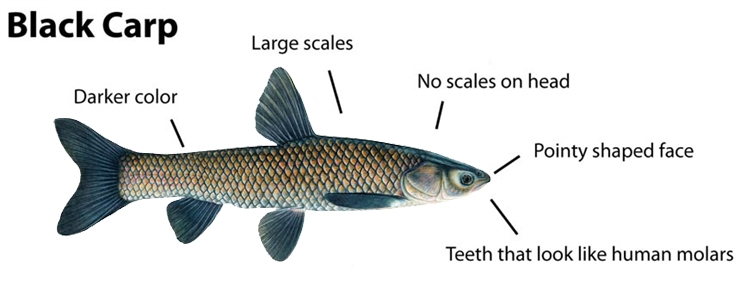 Black Carp
Large scales
No scales on head
Darker color
Pointy shaped face
Teeth that look like human molars